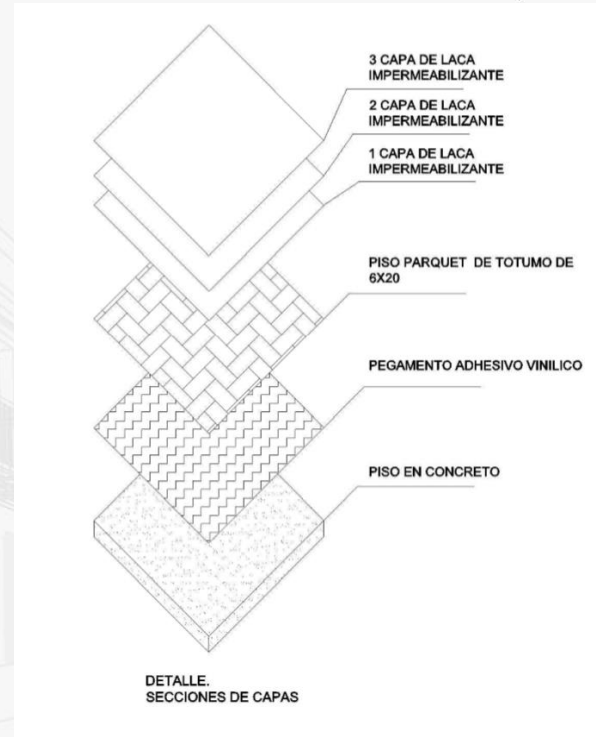 3 CAPA DE LACA
IMPERMEABILIZANTE
2 CAPA DE LACA
IMPERMEABILIZANTE
1 CAPA DE LACA
IMPERMEABILIZANTE
PISO PARQUET DE TOTUMO DE
6X20
PEGAMENTO ADHESIVO VINILICO
PISO EN CONCRETO
DETALLE.
SECCIONES DE CAPAS